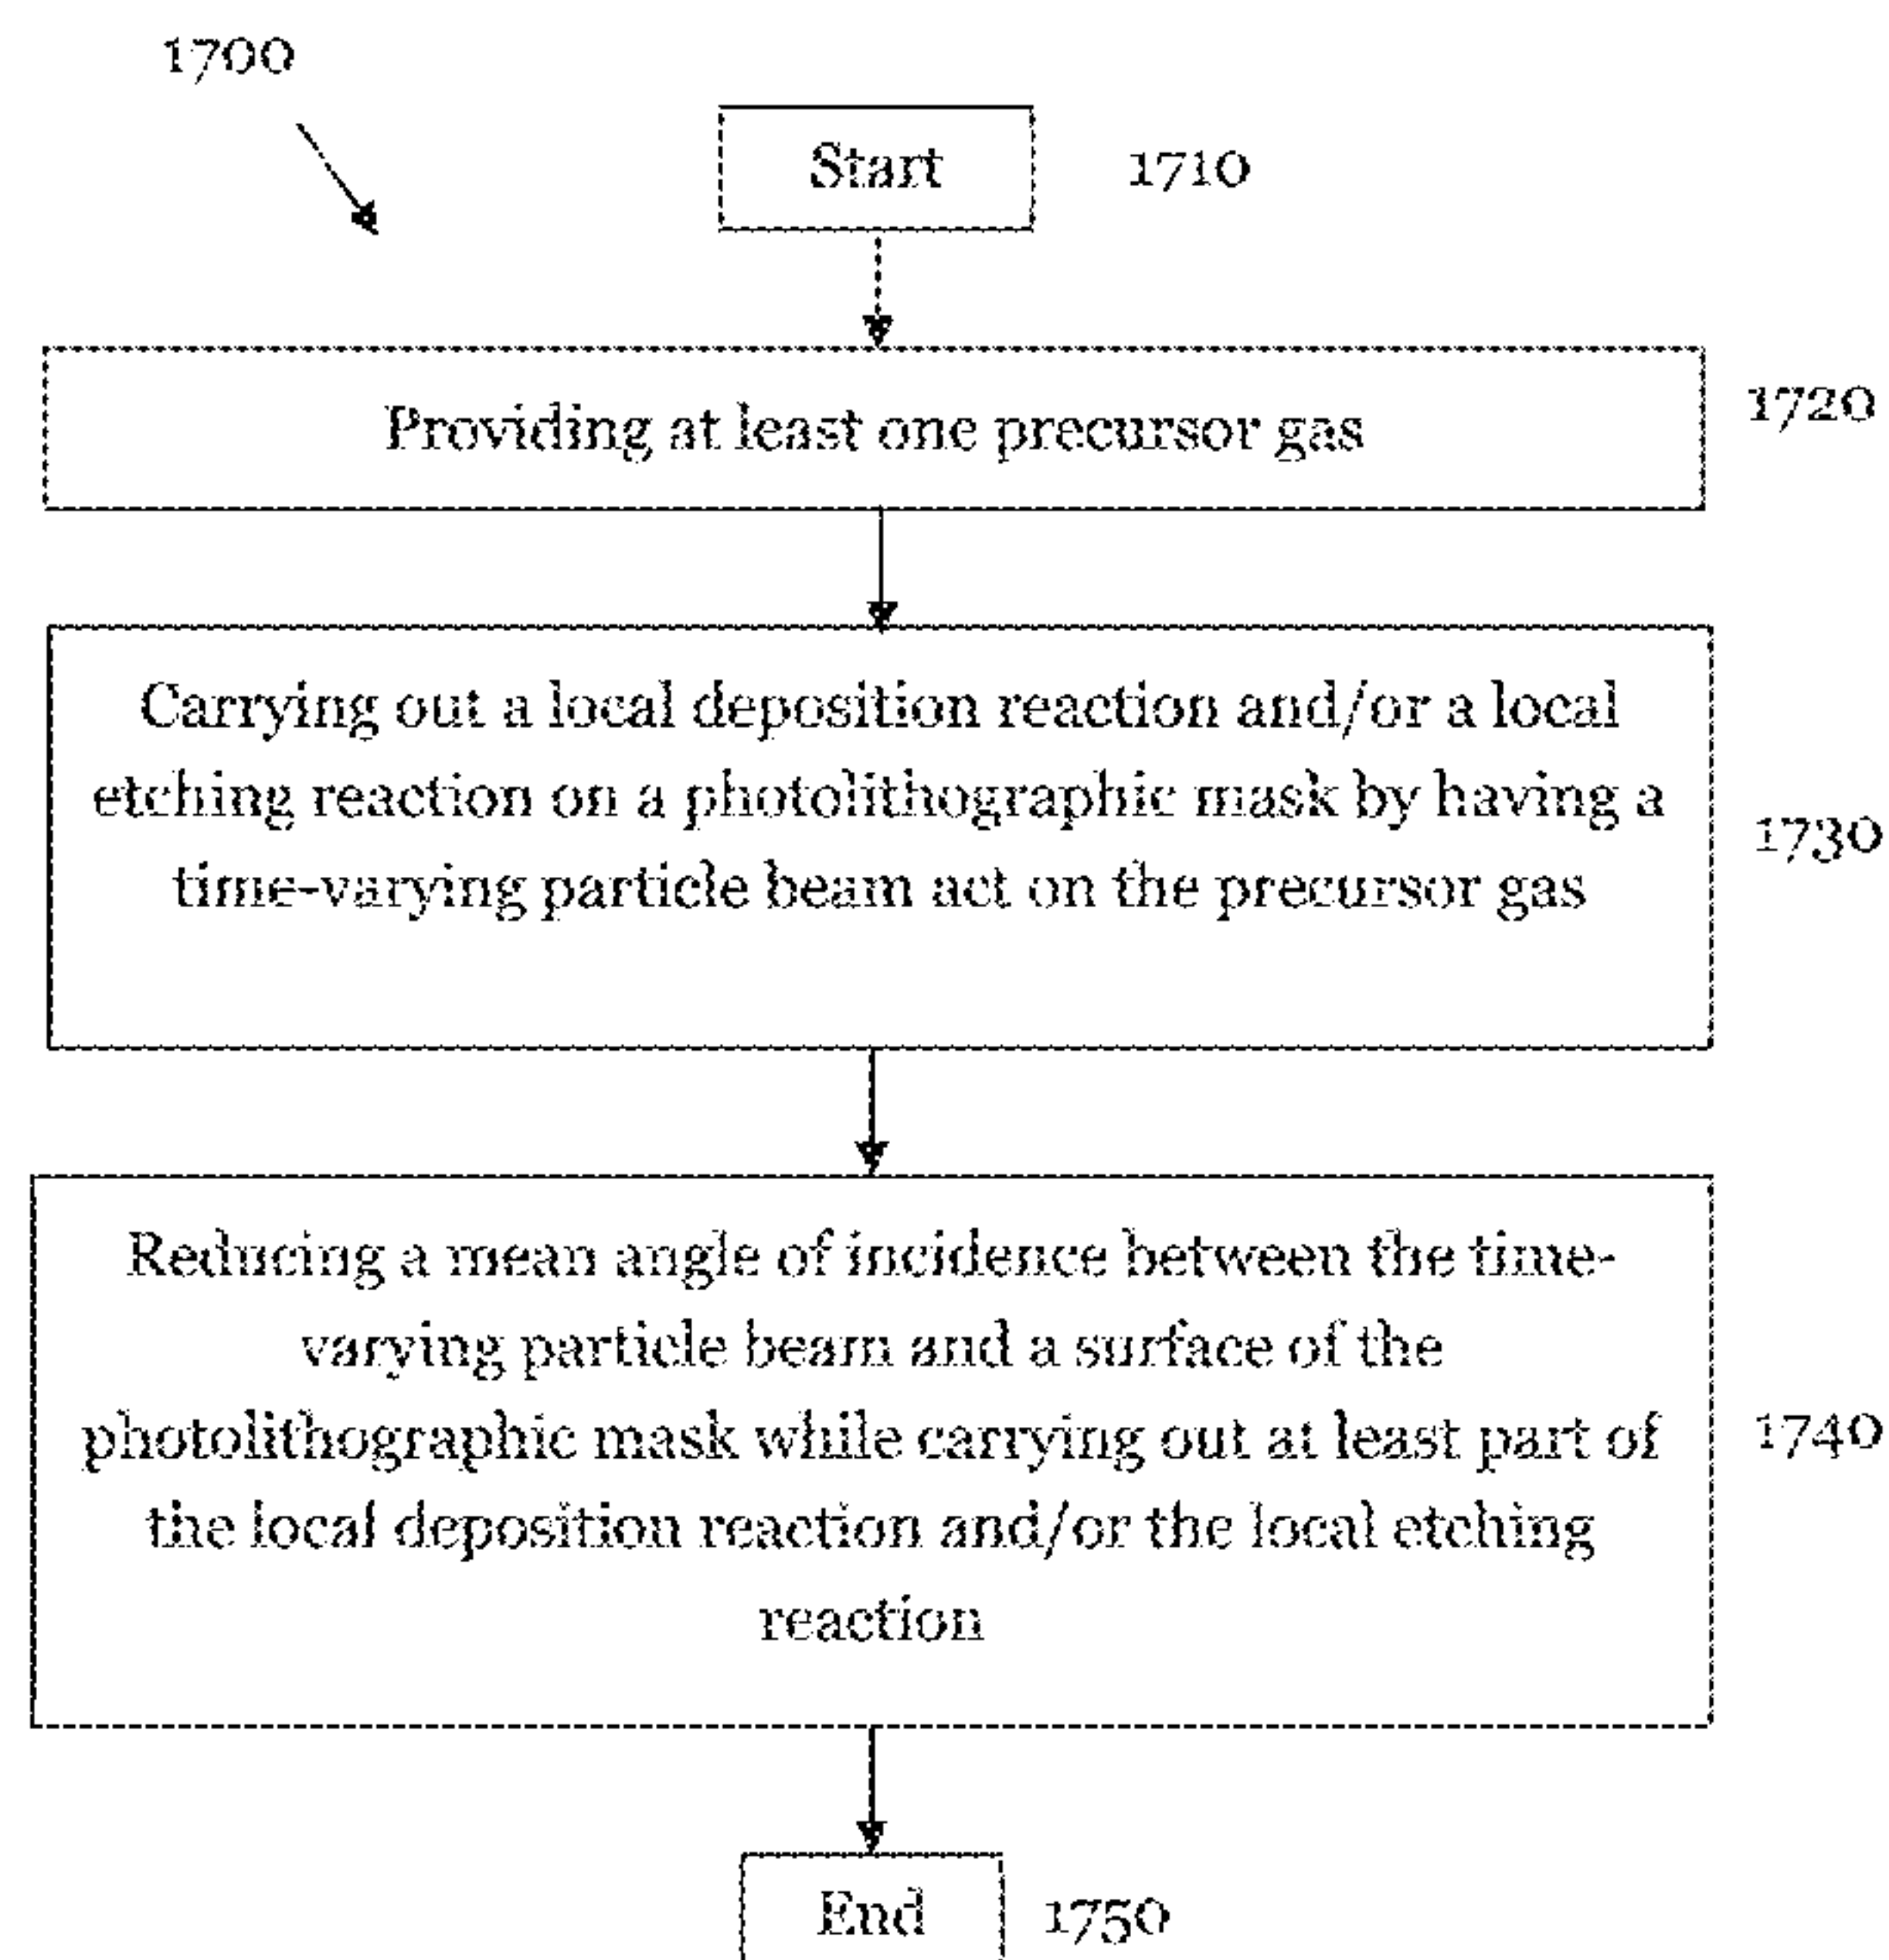 1700
Start 1710
Providing at least one precursor gas 1720
Carrying out a local deposition reaction and/or a local
etching reaction on a photolithographic mask by having a
time-varying particle beam act on the precursor gas
1730
Reducing a mean angle of incidence between the time-
varying particle beam and a surface of the
photolithographic mask while carrying out at least part of
the local deposition reaction and/or the local etching
reaction
1740
End 1750